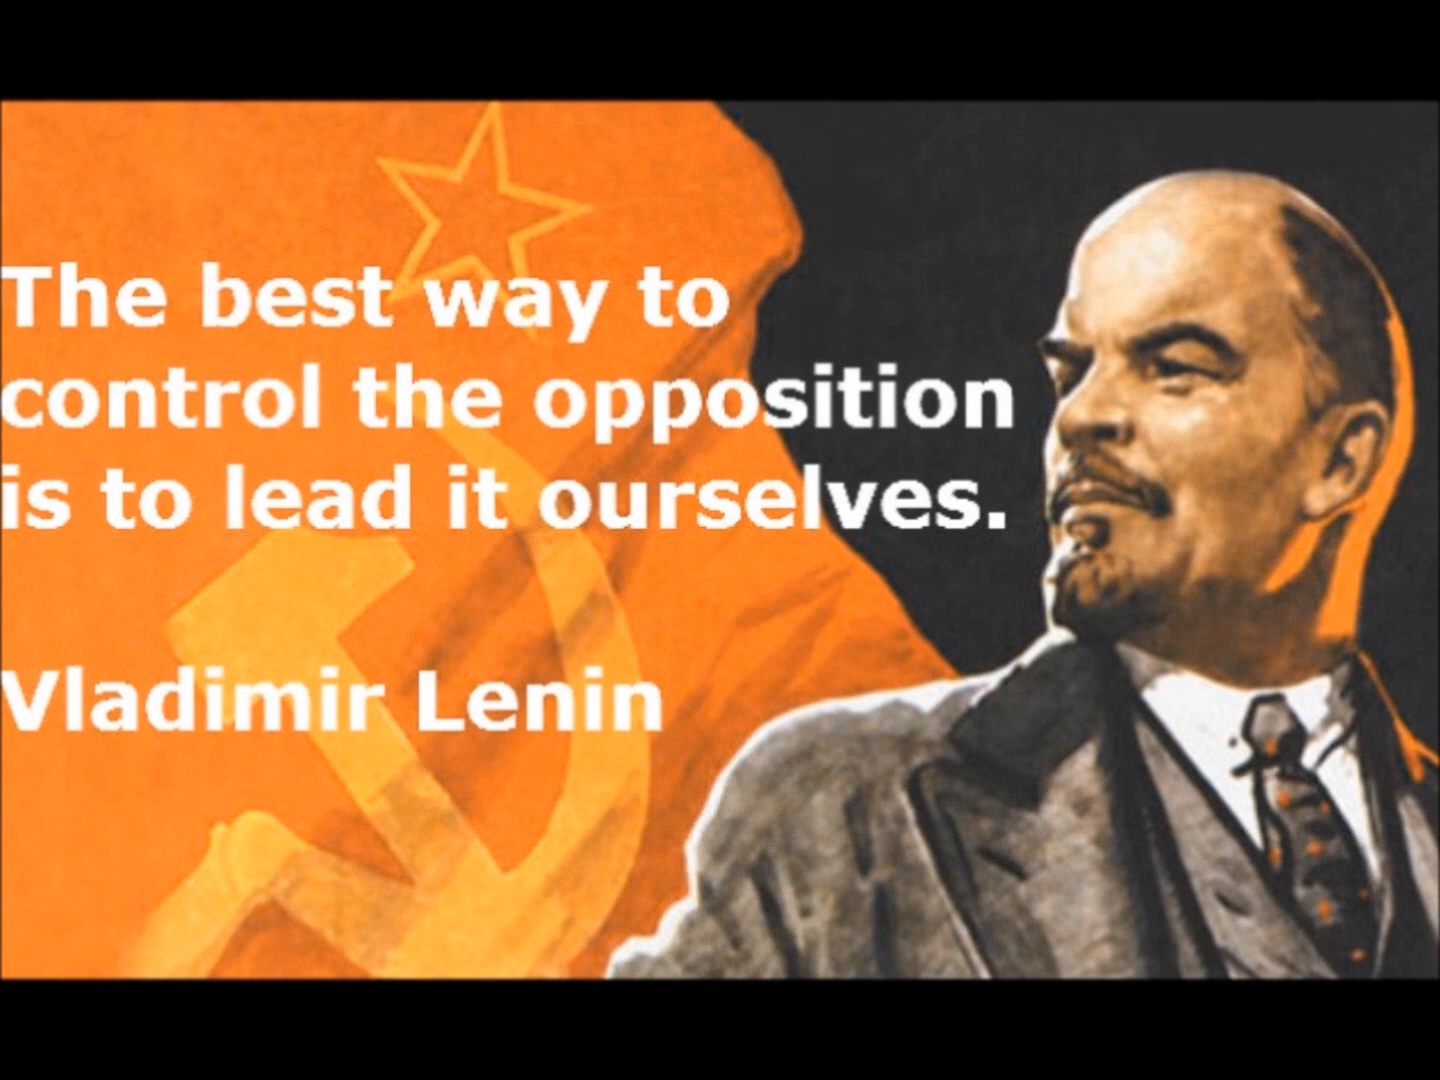 The best way to
control the opposition
is to lead it ourselves.
Vladimir Lenin